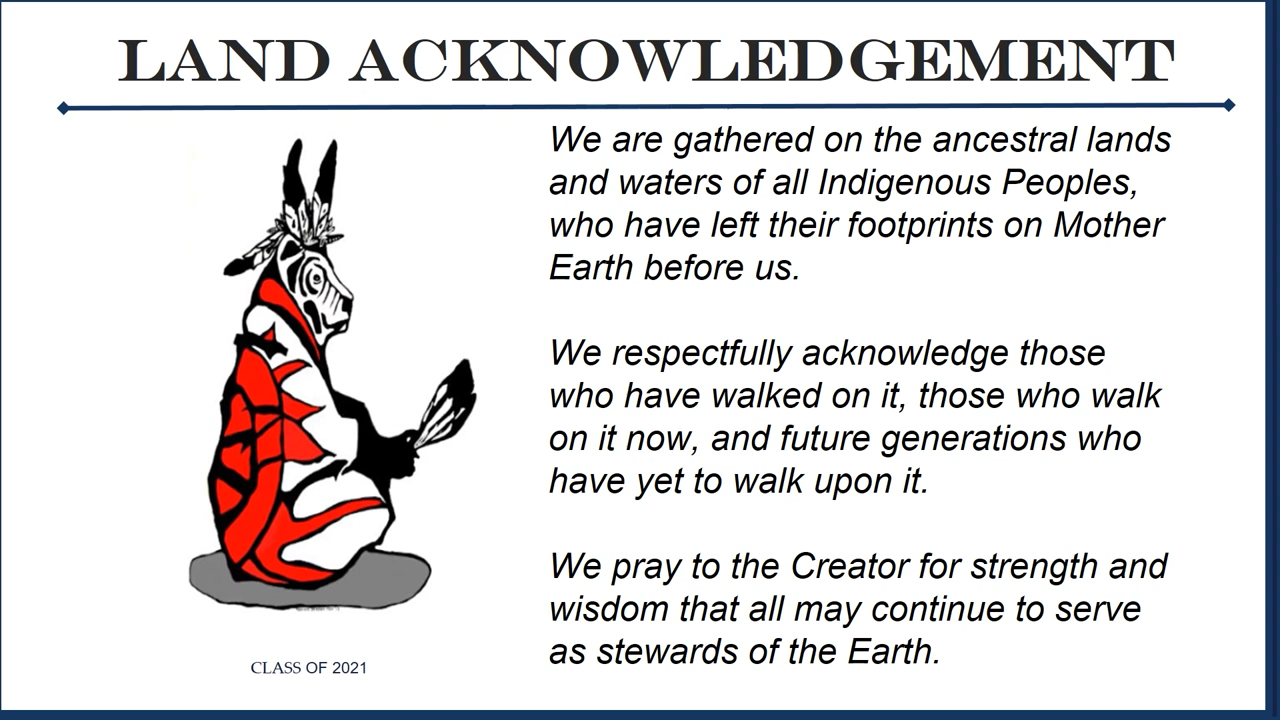 LAND ACKNOWLEDGEMENT
We are gathered on the ancestral lands
and waters of all Indigenous Peoples,
who have left their footprints on Mother
Earth before us.
We respectfully acknowledge those
who have walked on it, those who walk
on it now, and future generations who
have yet to walk upon it.
We pray to the Creator for strength and
wisdom that all may continue to serve
as stewards of the Earth.
CLASS OF 2021